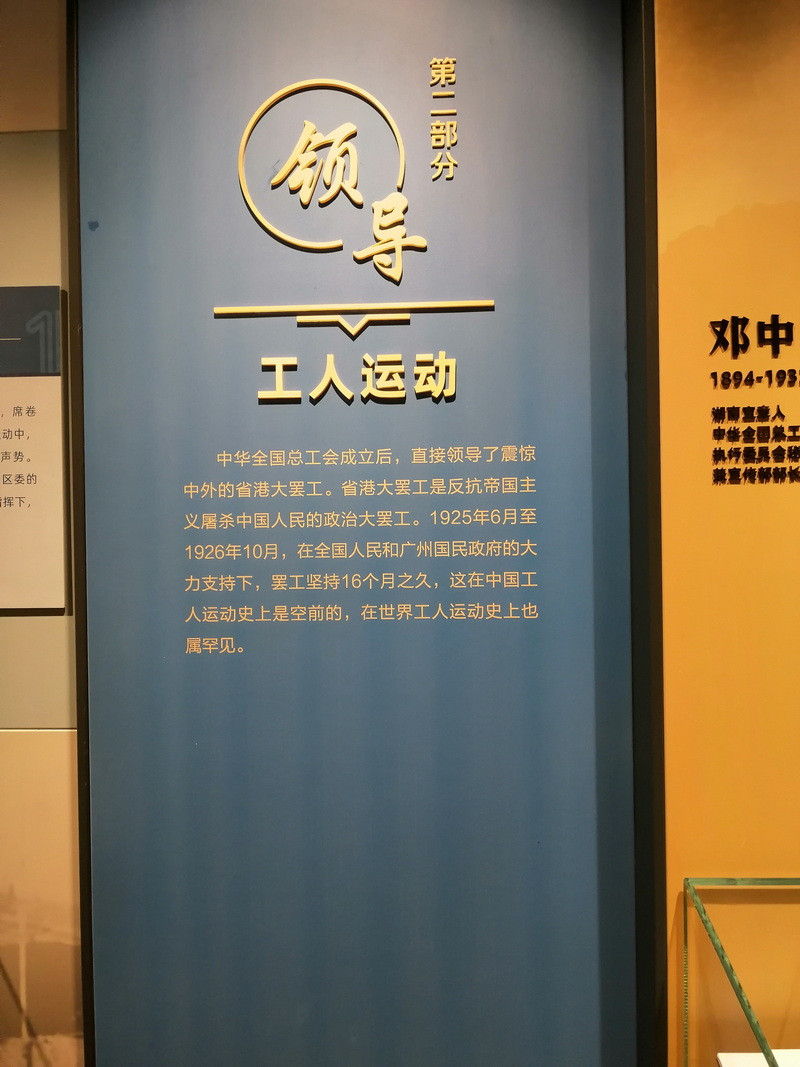 第二部分
领导
工人运动
中华全国总工会成立后，直接领导了震惊
中外的省港大罢工。省港大罢工是反抗帝国主
义屠杀中国人民的政治大罢工。1925年6月至
1926年10月，在全国人民和广州国民政府的大
力支持下，罢工坚持16个月之久，这在中国工
人运动史上是空前的，在世界工人运动史上也
属罕见。
，席卷
动中，
声势。
区委的
挥下，
邓中
1894-193
湖南宜章人
中华全国总工
执行委员会秘
兼宣传部部长